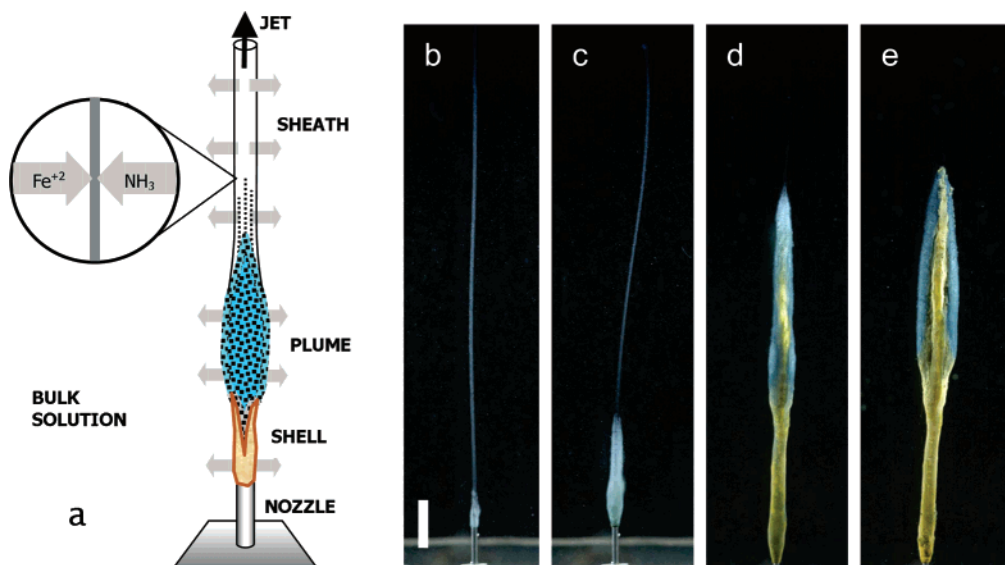 JET
SHEATH
Fe+2
NH3
PLUME
BULK
SOLUTION
SHELL
NOZZLE
a
b
c
d
e